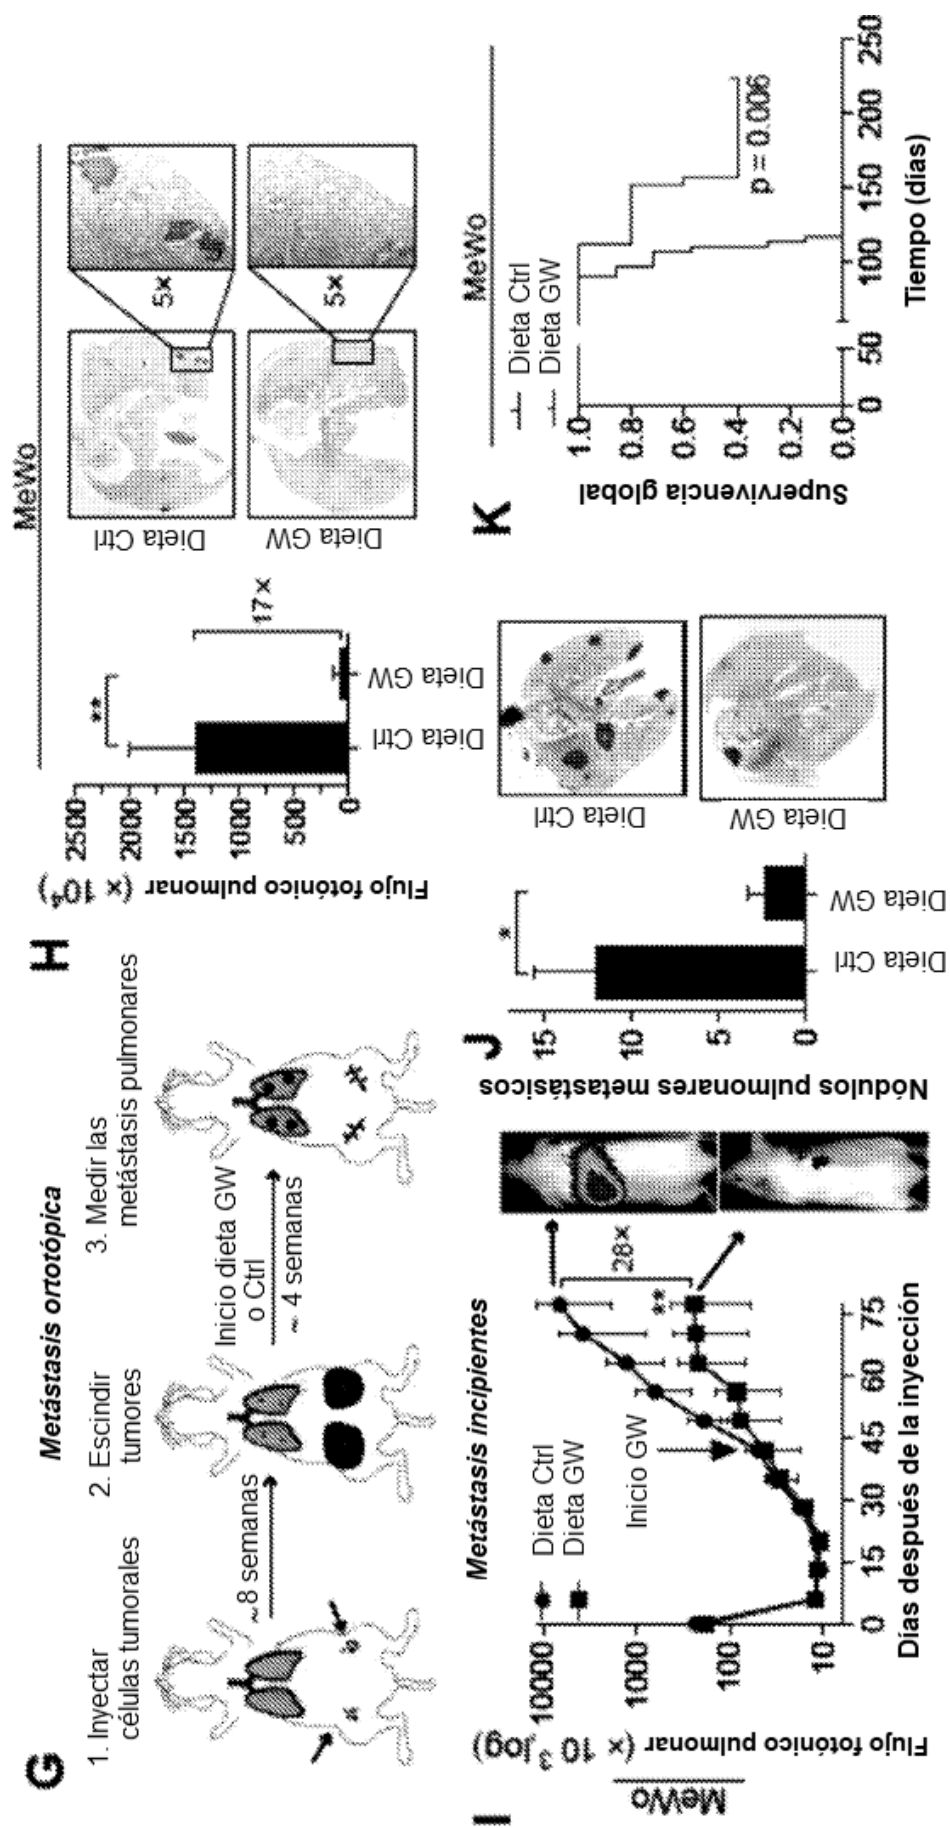 G
Metástasis ortotópica
1. Inyectar
células tumorales
2. Escindir
tumores
3. Medir las
metástasis pulmonares
~8 semanas
Inicio dieta GW
o Ctrl
~ 4 semanas
H
MeWo
Flujo fotónico pulmonar
(× 10⁴)
2500
2000
1500
1000
500
0
**
17×
Dieta Ctrl
Dieta GW
Dieta Ctrl
5×
Dieta GW
5×
I
MeWo
Metástasis incipientes
Flujo fotónico pulmonar (× 10³,log)
10000
1000
100
10
Dieta Ctrl
Dieta GW
Inicio GW
28×
**
0 15 30 45 60 75
Días después de la inyección
J
Nódulos pulmonares metastásicos
15
10
5
0
*
Dieta Ctrl
Dieta GW
Dieta Ctrl
Dieta GW
K
MeWo
Dieta Ctrl
Dieta GW
Supervivencia global
1.0
0.8
0.6
0.4
0.2
0.0
p = 0.006
0 50 100 150 200 250
Tiempo (días)